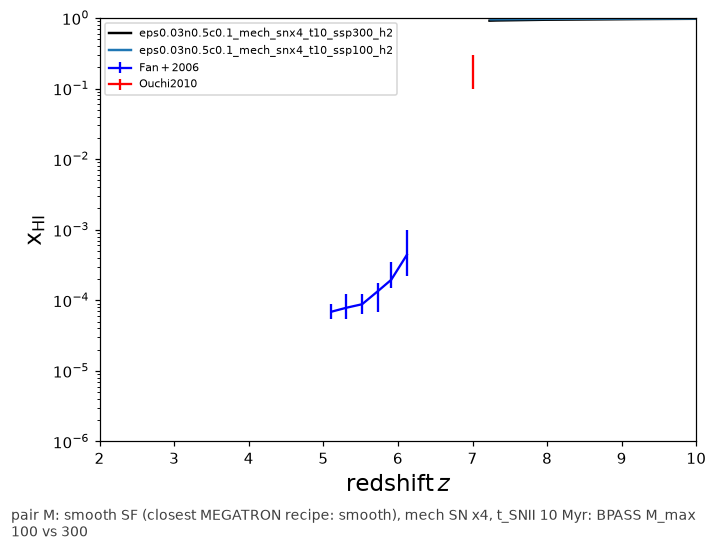 10⁰
10⁻¹
10⁻²
10⁻³
10⁻⁴
10⁻⁵
10⁻⁶
x_HI
eps0.03n0.5c0.1_mech_snx4_t10_ssp300_h2
eps0.03n0.5c0.1_mech_snx4_t10_ssp100_h2
Fan+2006
Ouchi2010
2 3 4 5 6 7 8 9 10
redshift z
pair M: smooth SF (closest MEGATRON recipe: smooth), mech SN x4, t_SNII 10 Myr: BPASS M_max
100 vs 300